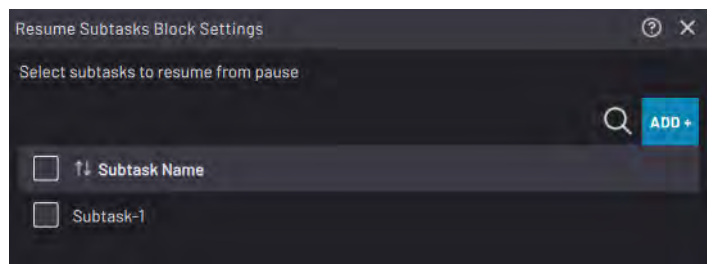 Resume Subtasks Block Settings
Select subtasks to resume from pause
ADD +
Subtask Name
Subtask-1